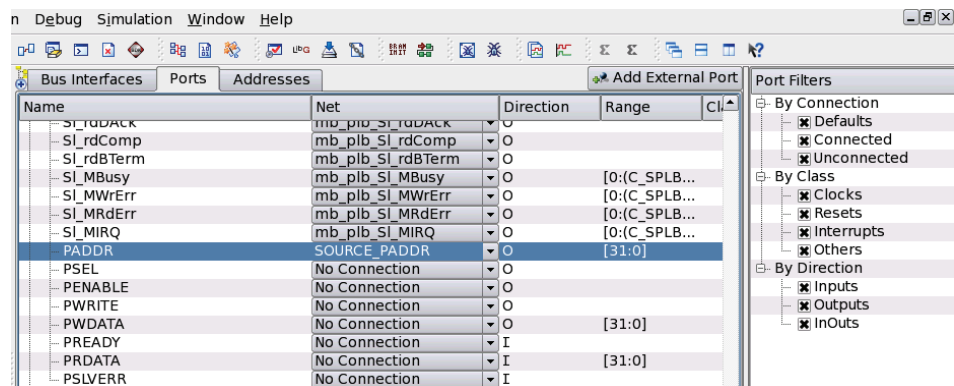 n Debug Simulation Window Help
Bus Interfaces Ports Addresses Add External Port
Name Net Direction Range Cl
Sl_rdDAck mb_plb_Sl_rdDAck O
Sl_rdComp mb_plb_Sl_rdComp O
Sl_rdBTerm mb_plb_Sl_rdBTerm O
Sl_MBusy mb_plb_Sl_MBusy O [0:(C_SPLB...
Sl_MWrErr mb_plb_Sl_MWrErr O [0:(C_SPLB...
Sl_MRdErr mb_plb_Sl_MRdErr O [0:(C_SPLB...
Sl_MIRQ mb_plb_Sl_MIRQ O [0:(C_SPLB...
PADDR SOURCE_PADDR O [31:0]
PSEL No Connection O
PENABLE No Connection O
PWRITE No Connection O
PWDATA No Connection O [31:0]
PREADY No Connection I
PRDATA No Connection I [31:0]
PSLVERR No Connection I
Port Filters
By Connection
Defaults
Connected
Unconnected
By Class
Clocks
Resets
Interrupts
Others
By Direction
Inputs
Outputs
InOuts